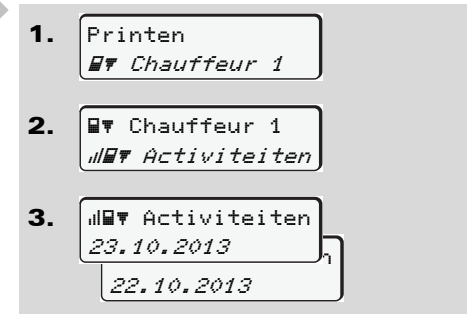 1. Printen
Chauffeur 1
2. Chauffeur 1
Activiteiten
3. Activiteiten
23.10.2013
n
22.10.2013